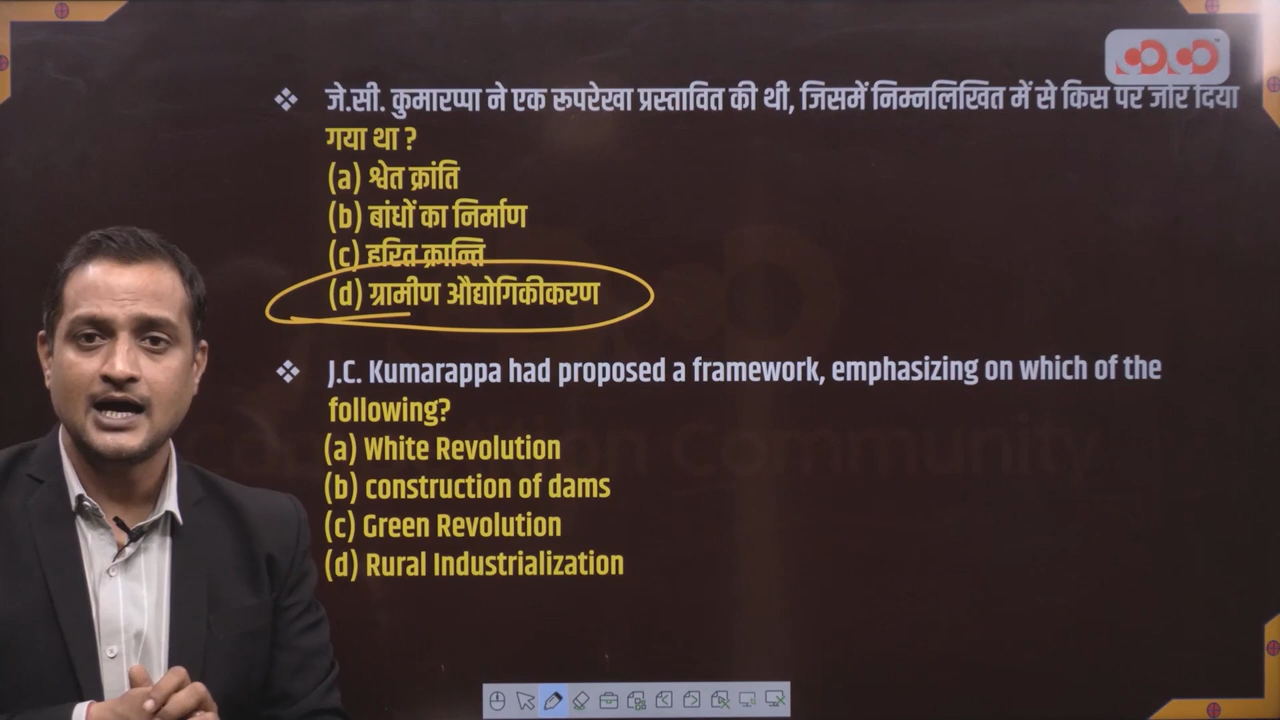 जे.सी. कुमारप्पा ने एक रूपरेखा प्रस्तावित की थी, जिसमें निम्नलिखित में से किस पर जोर दिया
गया था ?
(a) श्वेत क्रांति
(b) बांधों का निर्माण
(c) हरित क्रान्ति
(d) ग्रामीण औद्योगिकीकरण
J.C. Kumarappa had proposed a framework, emphasizing on which of the
following?
(a) White Revolution
(b) construction of dams
(c) Green Revolution
(d) Rural Industrialization